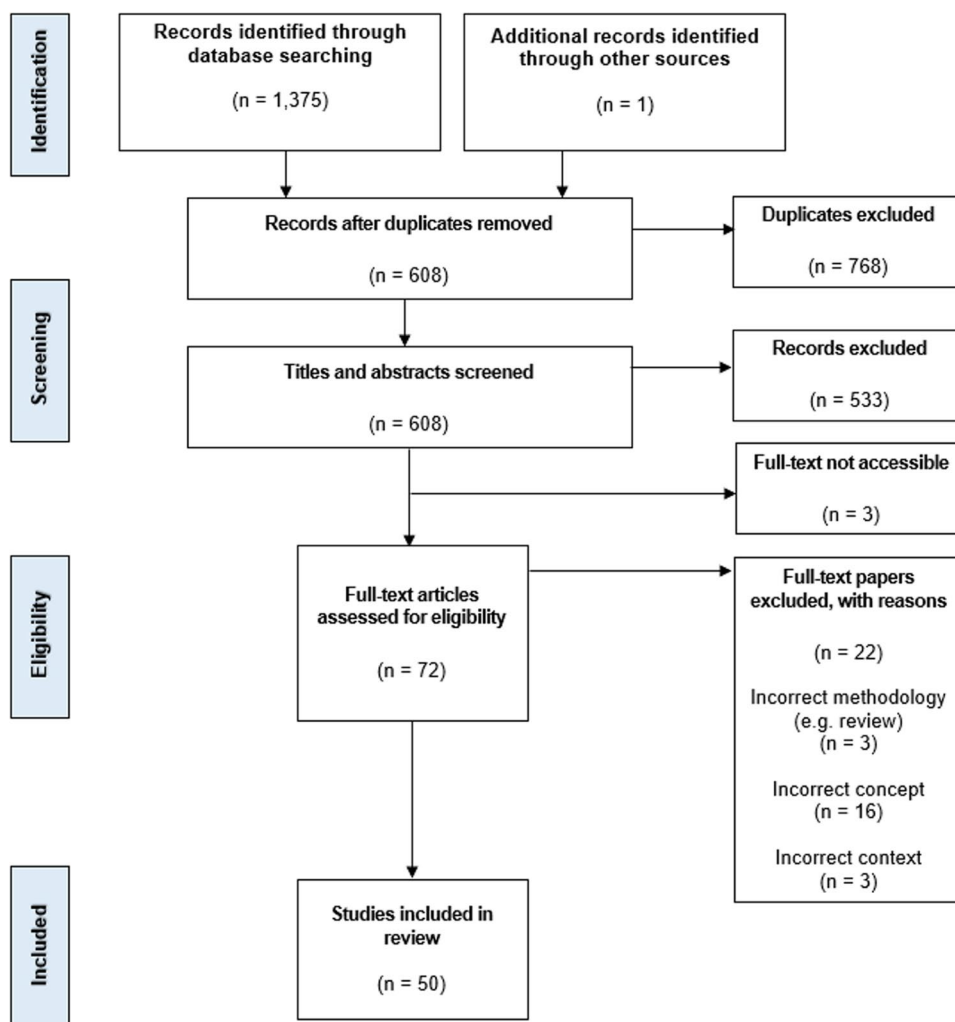 Identification
Records identified through
database searching
(n = 1,375)
Additional records identified
through other sources
(n = 1)
Records after duplicates removed
(n = 608)
Duplicates excluded
(n = 768)
Screening
Titles and abstracts screened
(n = 608)
Records excluded
(n = 533)
Full-text not accessible
(n = 3)
Eligibility
Full-text articles
assessed for eligibility
(n = 72)
Full-text papers
excluded, with reasons
(n = 22)
Incorrect methodology
(e.g. review)
(n = 3)
Incorrect concept
(n = 16)
Incorrect context
(n = 3)
Included
Studies included in
review
(n = 50)